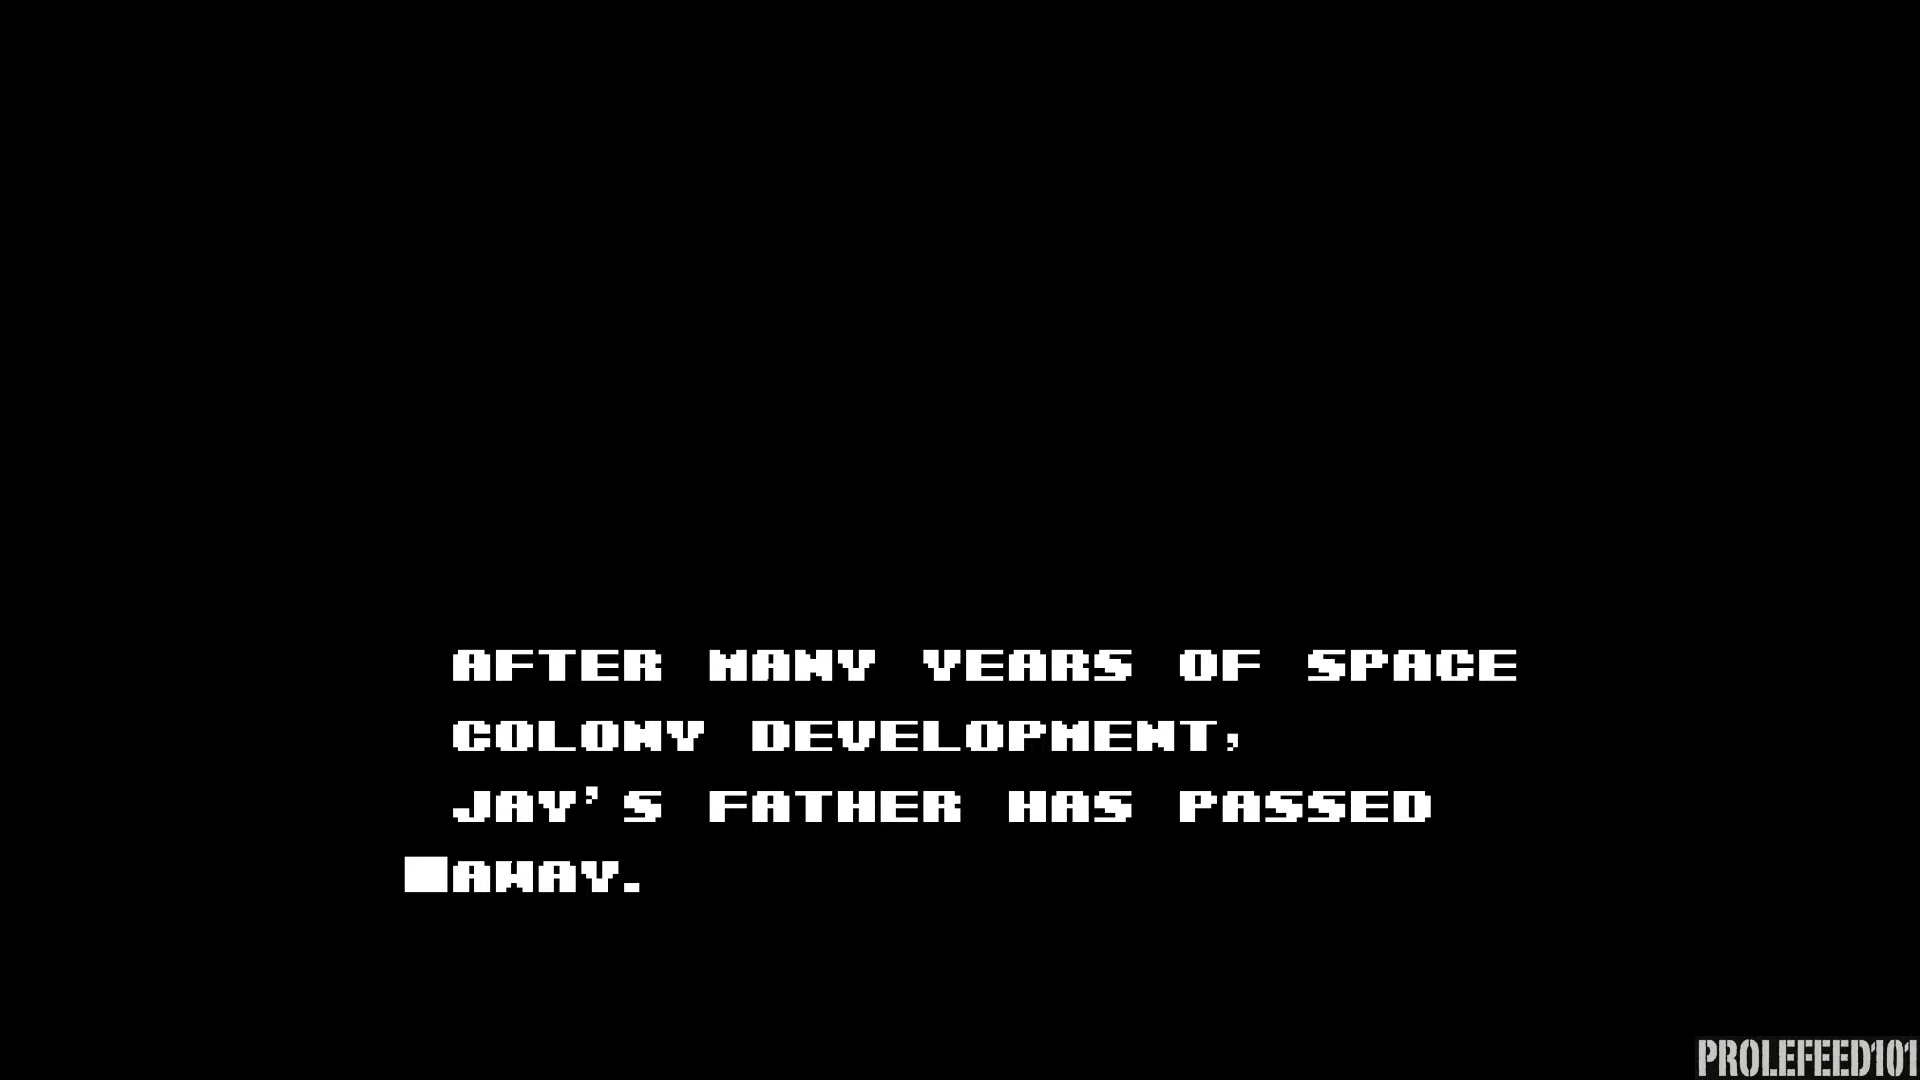 AFTER MANY YEARS OF SPACE
COLONY DEVELOPMENT,
JAY'S FATHER HAS PASSED
AWAY.
PROLEFEED101